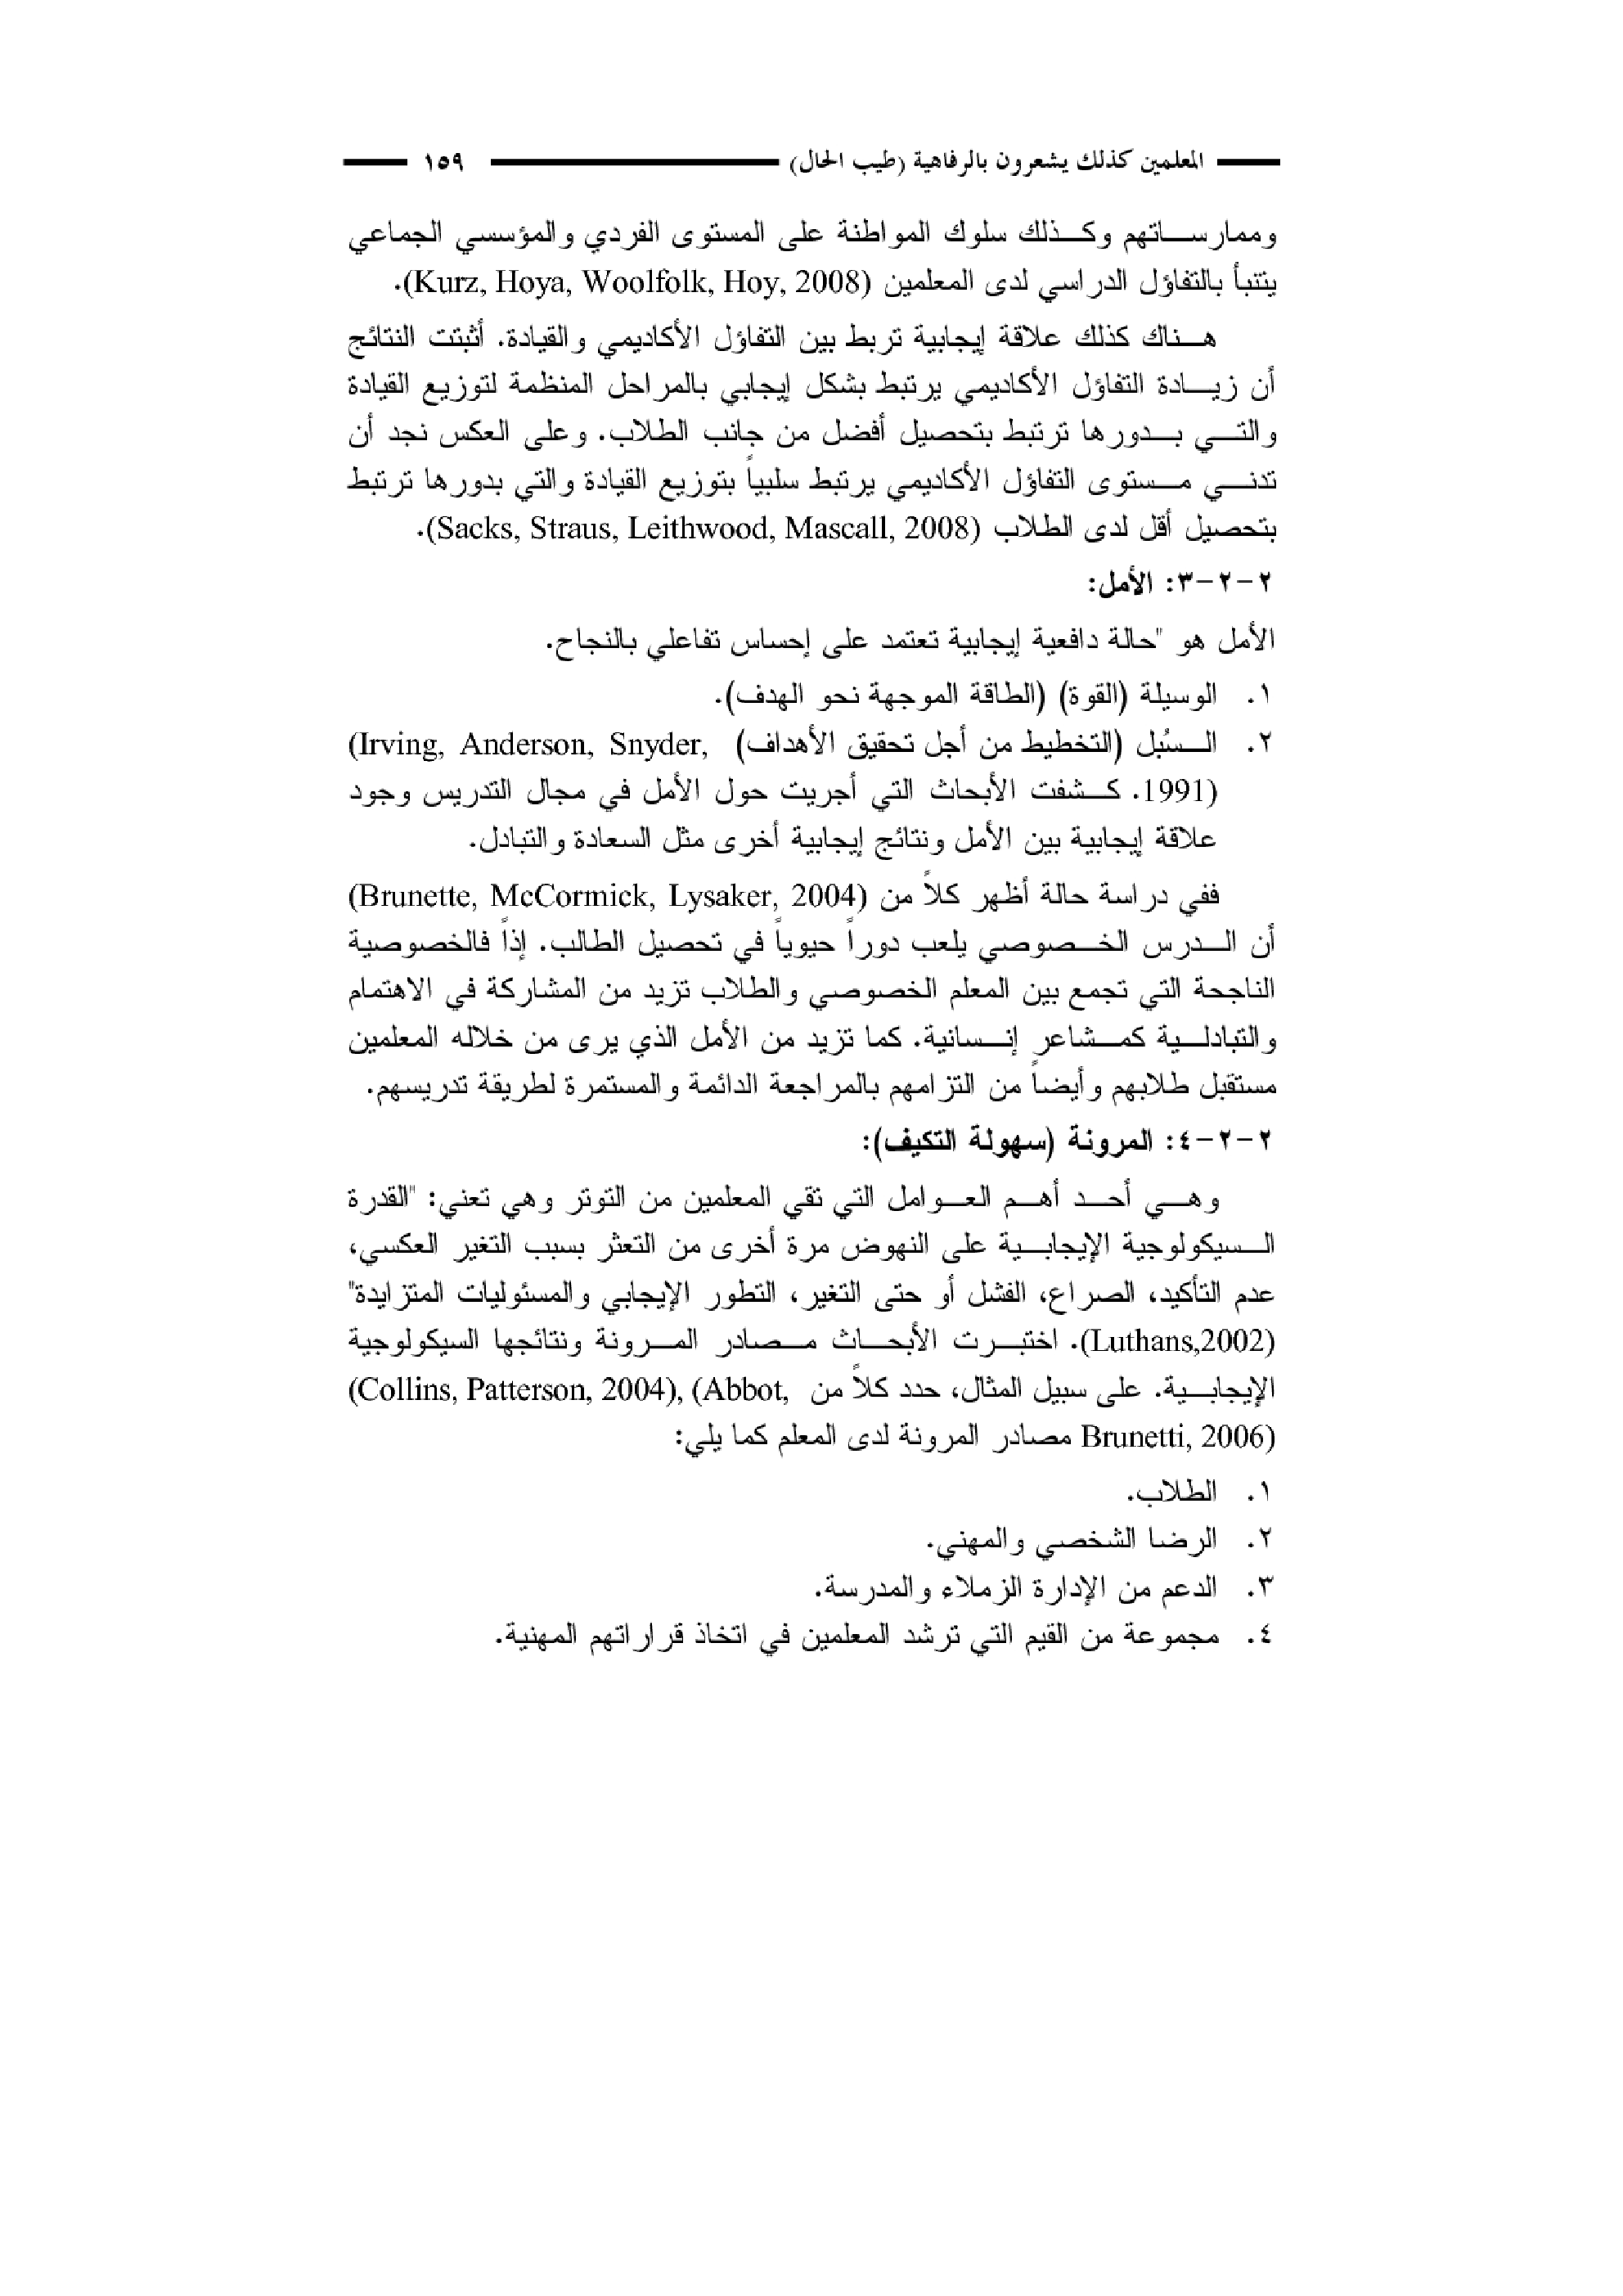 المعلمين كذلك يشعرون بالرفاهية (طيب الحال) ١٥٩
وممارساتهم وكذلك سلوك المواطنة على المستوى الفردي والمؤسسي الجماعي
يتنبأ بالتفاؤل الدراسي لدى المعلمين (Kurz, Hoya, Woolfolk, Hoy, 2008).
هناك كذلك علاقة إيجابية تربط بين التفاؤل الأكاديمي والقيادة. أثبتت النتائج
أن زيادة التفاؤل الأكاديمي يرتبط بشكل إيجابي بالمراحل المنظمة لتوزيع القيادة
والتي بدورها ترتبط بتحصيل أفضل من جانب الطلاب. وعلى العكس نجد أن
تدني مستوى التفاؤل الأكاديمي يرتبط سلبياً بتوزيع القيادة والتي بدورها ترتبط
بتحصيل أقل لدى الطلاب (Sacks, Straus, Leithwood, Mascall, 2008).
٢-٢-٣: الأمل:
الأمل هو "حالة دافعية إيجابية تعتمد على إحساس تفاعلي بالنجاح.
١. الوسيلة (القوة) (الطاقة الموجهة نحو الهدف).
٢. السُبل (التخطيط من أجل تحقيق الأهداف) (Irving, Anderson, Snyder,
1991). كشفت الأبحاث التي أجريت حول الأمل في مجال التدريس وجود
علاقة إيجابية بين الأمل ونتائج إيجابية أخرى مثل السعادة والتبادل.
ففي دراسة حالة أظهر كلاً من (Brunette, McCormick, Lysaker, 2004)
أن الدرس الخصوصي يلعب دوراً حيوياً في تحصيل الطالب. إذاً فالخصوصية
الناجحة التي تجمع بين المعلم الخصوصي والطلاب تزيد من المشاركة في الاهتمام
والتبادلية كمشاعر إنسانية. كما تزيد من الأمل الذي يرى من خلاله المعلمين
مستقبل طلابهم وأيضاً من التزامهم بالمراجعة الدائمة والمستمرة لطريقة تدريسهم.
٢-٢-٤: المرونة (سهولة التكيف):
وهي أحد أهم العوامل التي تقي المعلمين من التوتر وهي تعني: "القدرة
السيكولوجية الإيجابية على النهوض مرة أخرى من التعثر بسبب التغير العكسي،
عدم التأكيد، الصراع، الفشل أو حتى التغير، التطور الإيجابي والمسئوليات المتزايدة"
(Luthans,2002). اختبرت الأبحاث مصادر المرونة ونتائجها السيكولوجية
الإيجابية. على سبيل المثال، حدد كلاً من (Collins, Patterson, 2004), (Abbot,
Brunetti, 2006) مصادر المرونة لدى المعلم كما يلي:
١. الطلاب.
٢. الرضا الشخصي والمهني.
٣. الدعم من الإدارة الزملاء والمدرسة.
٤. مجموعة من القيم التي ترشد المعلمين في اتخاذ قراراتهم المهنية.